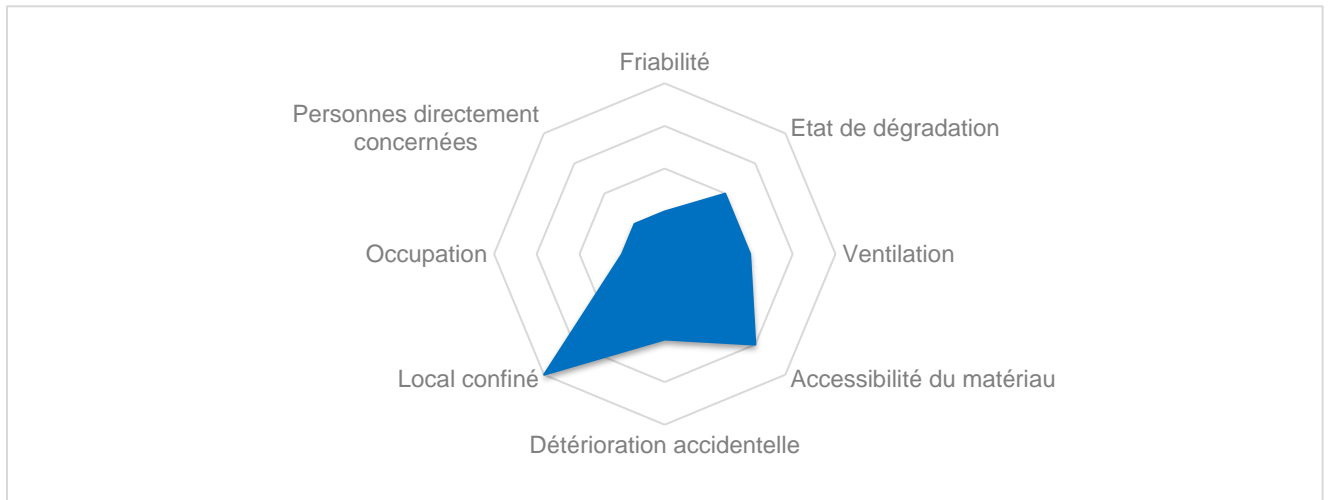 Friabilité
Personnes directement
concernées
Etat de dégradation
Occupation
Ventilation
Local confiné
Accessibilité du matériau
Détérioration accidentelle